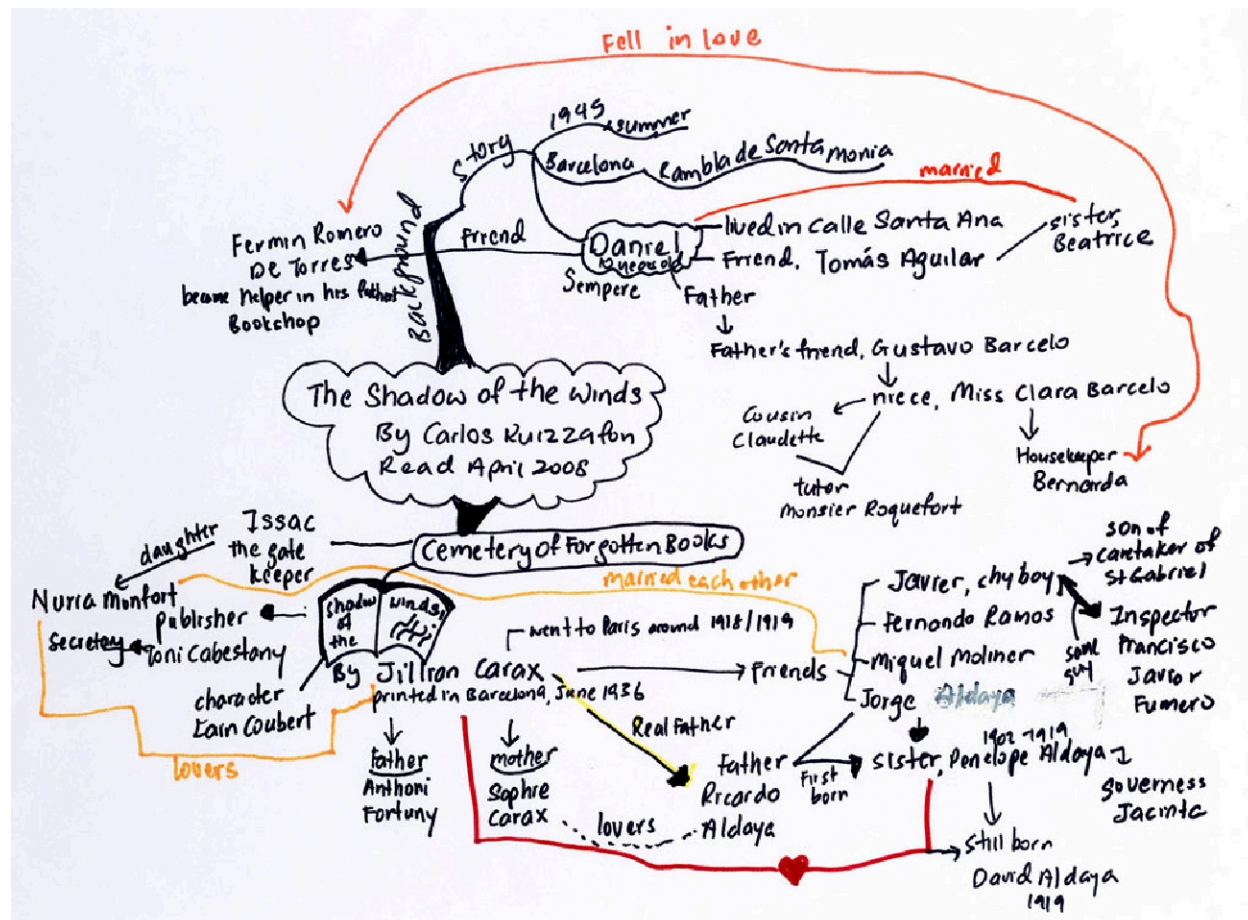 Fell in love
1945 summer
Story
Barcelona Rambla de Santa Monia
married
Background
Fermin Romero
De Torres
became helper in his father
Bookshop
Friend
Daniel
Sempere
lived in Calle Santa Ana
Friend, Tomás Aguilar
sister,
Beatrice
Father
Father's friend, Gustavo Barcelo
niece, Miss Clara Barcelo
Cousin
Claudette
tutor
Monsier Roquefort
Housekeeper
Bernarda
The Shadow of the Winds
By Carlos Ruizzafon
Read April 2008
Cemetery of Forgotten Books
Issac
the gate
keeper
daughter
Nuria Monfort
married each other
publisher
secretary
Toni Cabestany
Shadow
of
the
Winds
By
Carax
printed in Barcelona, June 1936
character
Lain Coubert
lovers
went to Paris around 1918/1919
Friends
Javier, chyboy
Fernando Ramos
Miquel Moliner
Jorge Aldaya
son of
caretaker of
St Gabriel
same
guy
Inspector
Francisco
Javier
Fumero
Father
Anthoni
Fortuny
mother
Sophie
Carax
lovers
Real Father
Father
Ricardo
Aldaya
First
born
1902-1919
sister, Penelope Aldaya
Governess
Jacinta
Still born
David Aldaya
1919